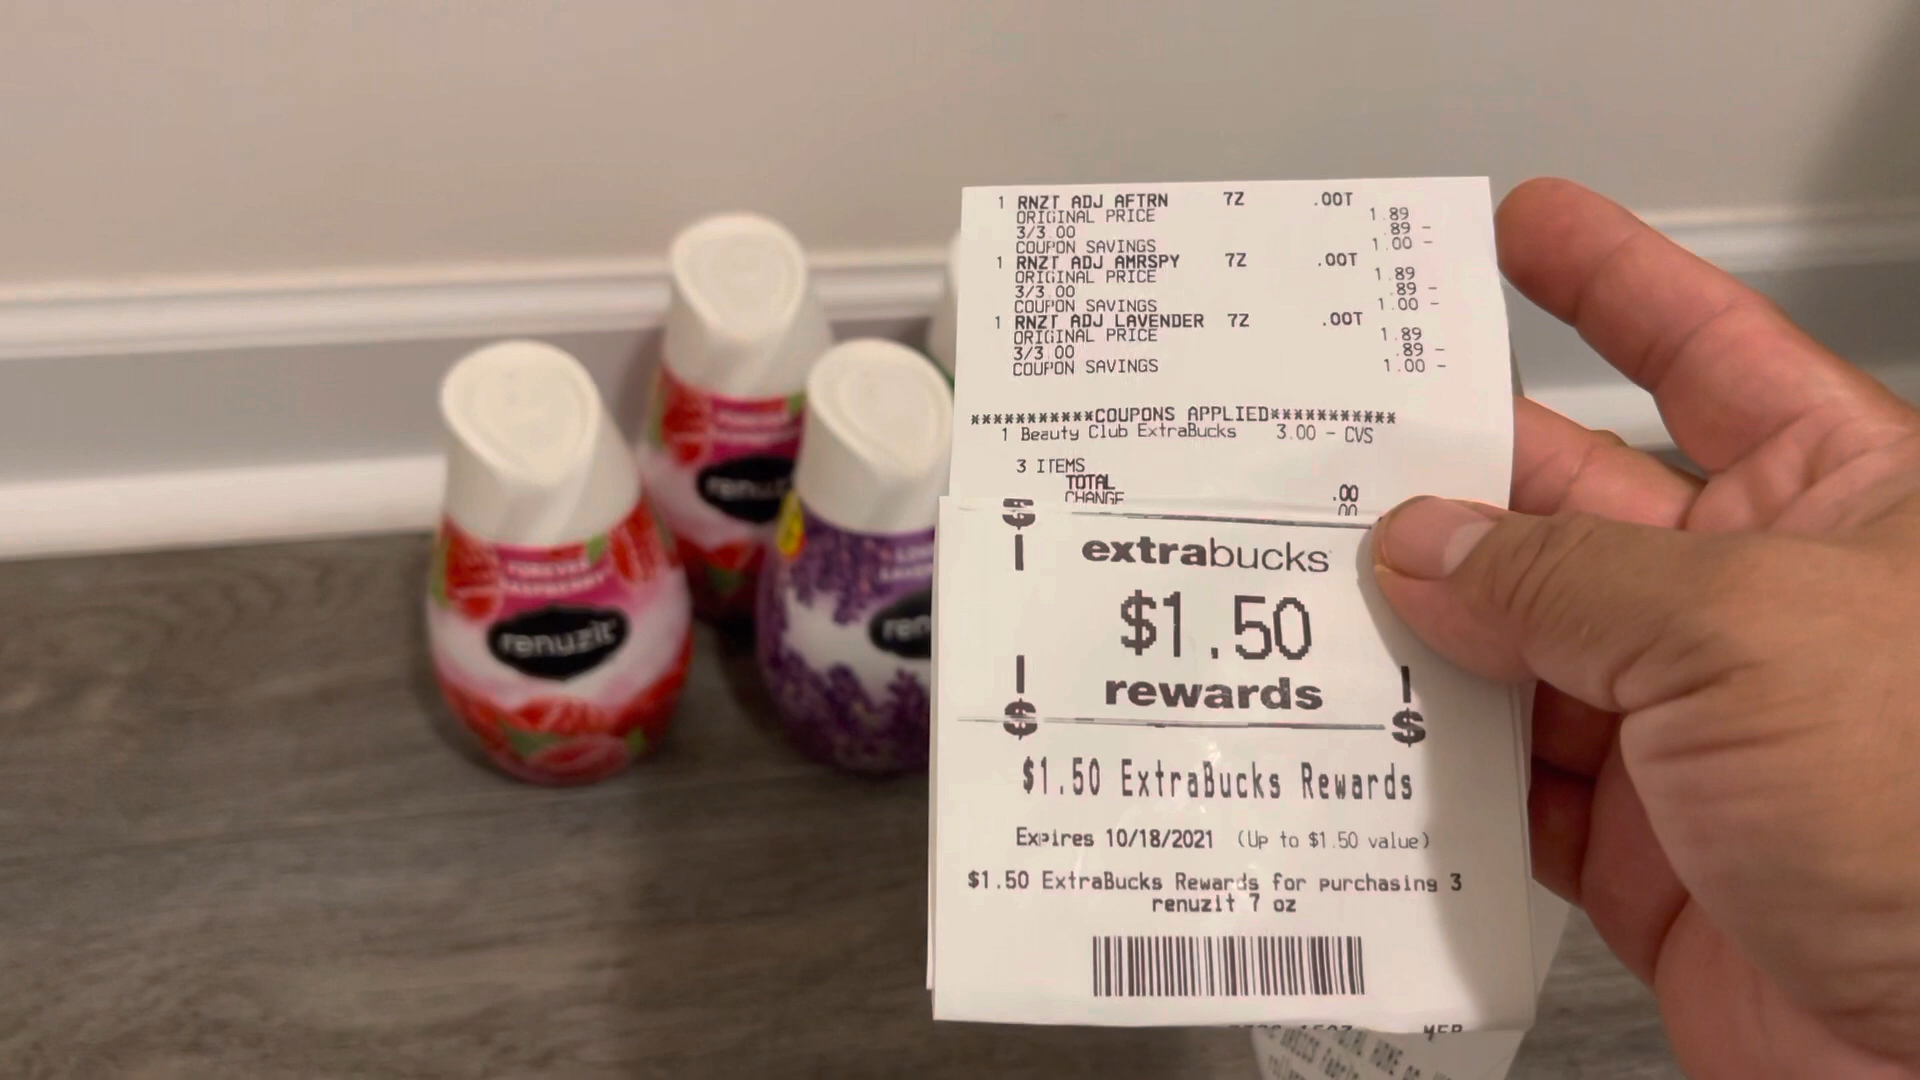 1 RNZT ADJ AFTRN 7Z .00T
ORIGINAL PRICE 1.89
3/3.00 .89 -
COUPON SAVINGS 1.00 -
1 RNZT ADJ AMRSPY 7Z .00T
ORIGINAL PRICE 1.89
3/3.00 .89 -
COUPON SAVINGS 1.00 -
1 RNZT ADJ LAVENDER 7Z .00T
ORIGINAL PRICE 1.89
3/3.00 .89 -
COUPON SAVINGS 1.00 -
***********COUPONS APPLIED***********
1 Beauty Club ExtraBucks 3.00 - CVS
3 ITEMS
TOTAL .00
CHANGE .00
extrabucks
$1.50
rewards
$1.50 ExtraBucks Rewards
Expires 10/18/2021 (Up to $1.50 value)
$1.50 ExtraBucks Rewards for purchasing 3
renuzit 7 oz
FOREVER
RASPBERRY
renuzit